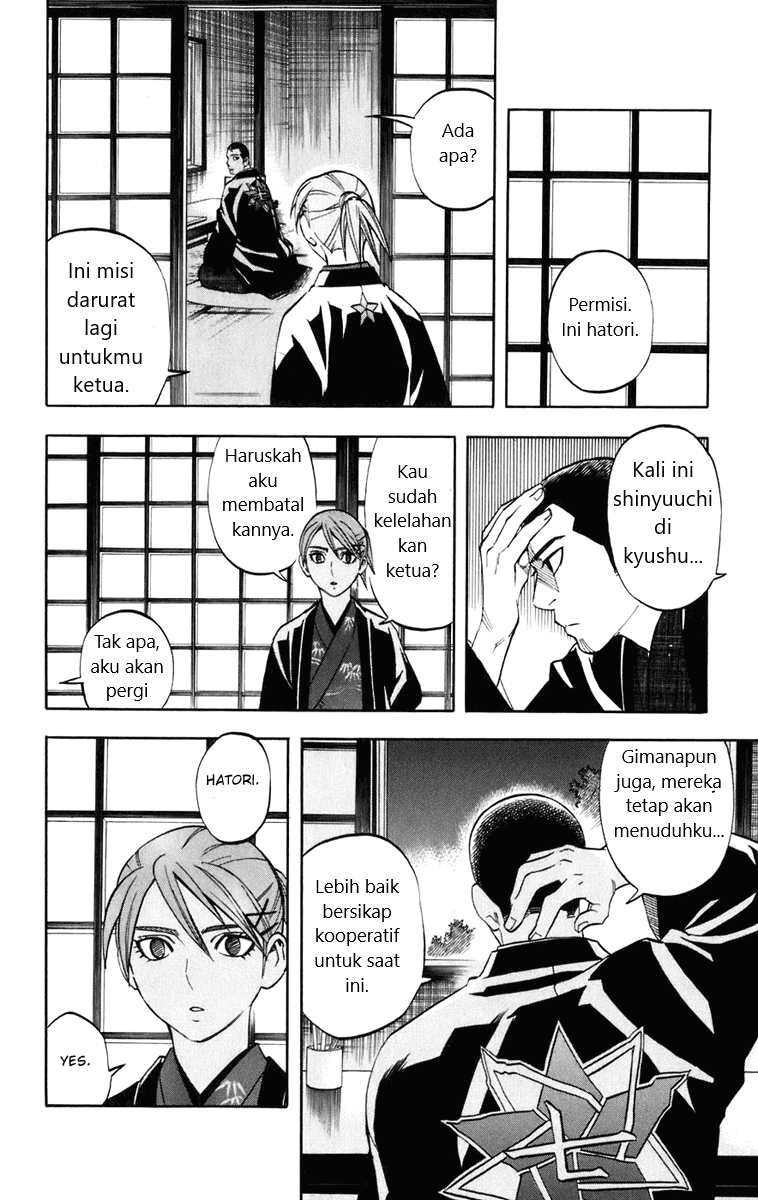 Permisi.
Ini hatori.
Ada
apa?
Ini misi
darurat
lagi
untukmu
ketua.
Kali ini
shinyuuchi
di
kyushu...
Kau
sudah
kelelahan
kan
ketua?
Haruskah
aku
membatal
kannya.
Tak apa,
aku akan
pergi
Gimanapun
juga, mereka
tetap akan
menuduhku...
Lebih baik
bersikap
kooperatif
untuk saat
ini.
七
HATORI.
YES.